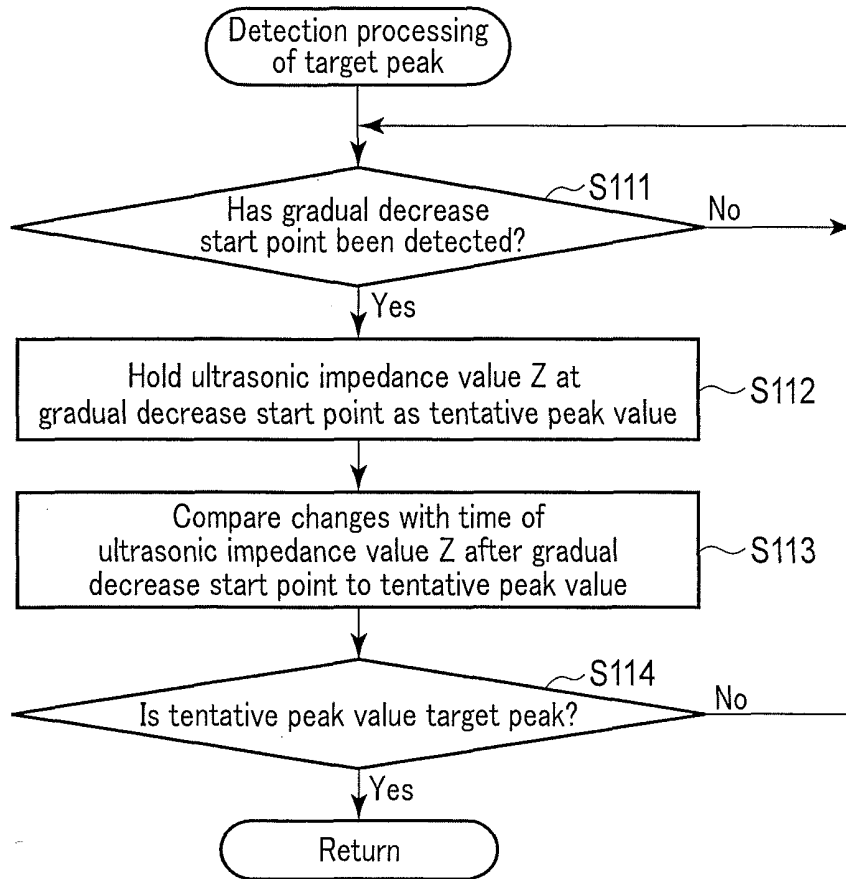 Detection processing
of target peak
S111
Has gradual decrease
start point been detected?
No
Yes
Hold ultrasonic impedance value Z at
gradual decrease start point as tentative peak value
S112
Compare changes with time of
ultrasonic impedance value Z after gradual
decrease start point to tentative peak value
S113
S114
Is tentative peak value target peak?
No
Yes
Return